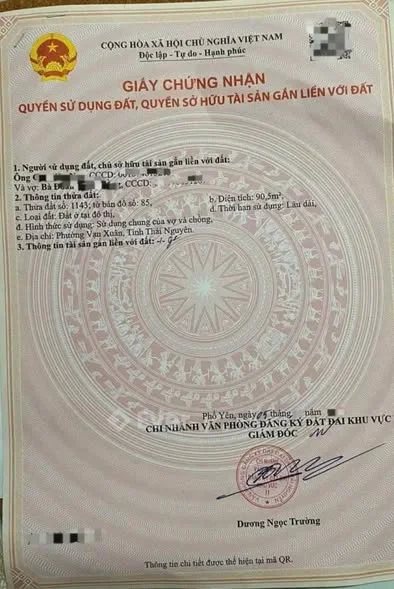 CỘNG HÒA XÃ HỘI CHỦ NGHĨA VIỆT NAM
Độc lập - Tự do - Hạnh phúc
GIẤY CHỨNG NHẬN
QUYỀN SỬ DỤNG ĐẤT, QUYỀN SỞ HỮU TÀI SẢN GẮN LIỀN VỚI ĐẤT
1. Người sử dụng đất, chủ sở hữu tài sản gắn liền với đất:
Ông CCCD:
Và vợ: Bà CCCD:
2. Thông tin thửa đất:
a. Thửa đất số: 1143; tờ bản đồ số: 85, b. Diện tích: 90,5m²,
c. Loại đất: Đất ở tại đô thị, d. Thời hạn sử dụng: Lâu dài,
đ. Hình thức sử dụng: Sử dụng chung của vợ và chồng,
e. Địa chỉ: Phường Vạn Xuân, Tỉnh Thái Nguyên.
3. Thông tin tài sản gắn liền với đất:
Phổ Yên, ngày 05 tháng năm
CHI NHÁNH VĂN PHÒNG ĐĂNG KÝ ĐẤT ĐAI KHU VỰC
GIÁM ĐỐC
Dương Ngọc Trường
Thông tin chi tiết được thể hiện tại mã QR.